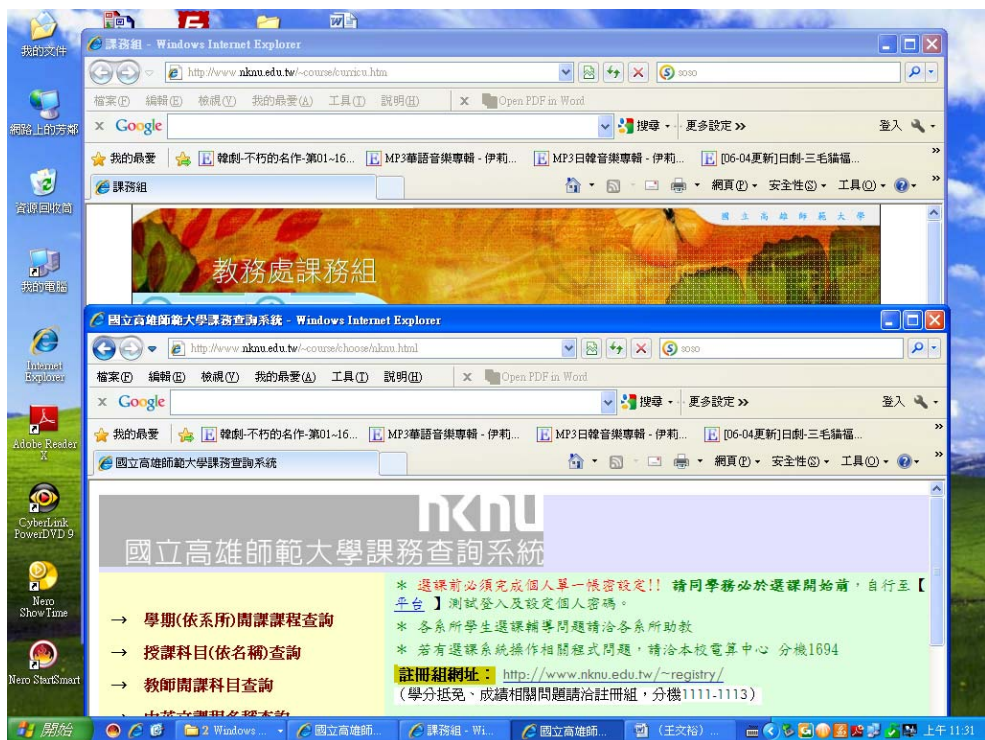 我的文件
網路上的芳鄰
資源回收筒
我的電腦
Internet
Explorer
Adobe Reader
X
CyberLink
PowerDVD 9
Nero
ShowTime
Nero StartSmart
課務組 - Windows Internet Explorer
http://www.nknu.edu.tw/~course/curricu.htm
soso
檔案(F) 編輯(E) 檢視(V) 我的最愛(A) 工具(T) 說明(H) x Open PDF in Word
x Google 搜尋 更多設定 >> 登入
我的最愛 韓劇-不朽的名作-第01~16... MP3華語音樂專輯 - 伊莉... MP3日韓音樂專輯 - 伊莉... [06-04更新]日劇-三毛貓福... »
課務組 網頁(P) 安全性(S) 工具(O) »
國立高雄師範大學
教務處課務組
國立高雄師範大學課務查詢系統 - Windows Internet Explorer
http://www.nknu.edu.tw/~course/choose/nknu.html
soso
檔案(F) 編輯(E) 檢視(V) 我的最愛(A) 工具(T) 說明(H) x Open PDF in Word
x Google 搜尋 更多設定 >> 登入
我的最愛 韓劇-不朽的名作-第01~16... MP3華語音樂專輯 - 伊莉... MP3日韓音樂專輯 - 伊莉... [06-04更新]日劇-三毛貓福... »
國立高雄師範大學課務查詢系統 網頁(P) 安全性(S) 工具(O) »
nknu
國立高雄師範大學課務查詢系統
→ 學期(依系所)開課課程查詢
→ 授課科目(依名稱)查詢
→ 教師開課科目查詢
* 選課前必須完成個人單一帳密設定!! 請同學務必於選課開始前，自行至【
平台 】測試登入及設定個人密碼。
* 各系所學生選課輔導問題請洽各系所助教
* 若有選課系統操作相關程式問題，請洽本校電算中心 分機1694
註冊組網址： http://www.nknu.edu.tw/~registry/
(學分抵免、成績相關問題請洽註冊組，分機1111-1113)
開始 2 Windows ... 國立高雄師... 課務組 - Wi... 國立高雄師... (王文裕) ... 上午 11:31